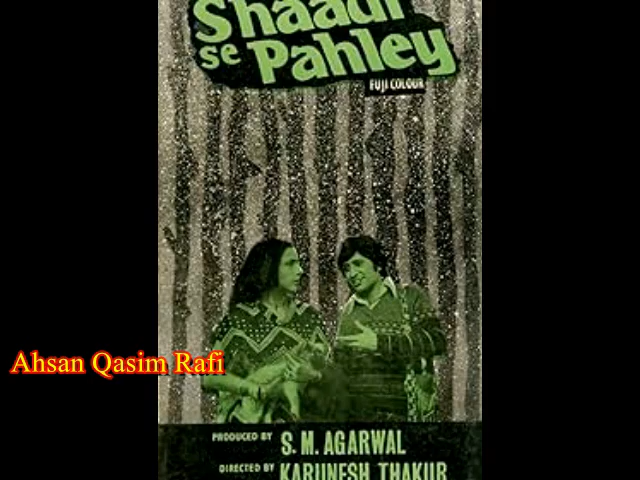 Shaadi
se Pahley
FUJI COLOUR
Ahsan Qasim Rafi
PRODUCED BY S. M. AGARWAL
DIRECTED BY KARUNESH THAKUR